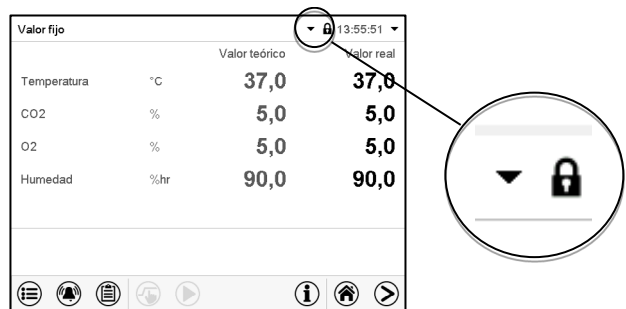 Valor fijo 13:55:51
Valor teórico Valor real
Temperatura °C 37,0 37,0
CO2 % 5,0 5,0
O2 % 5,0 5,0
Humedad %hr 90,0 90,0